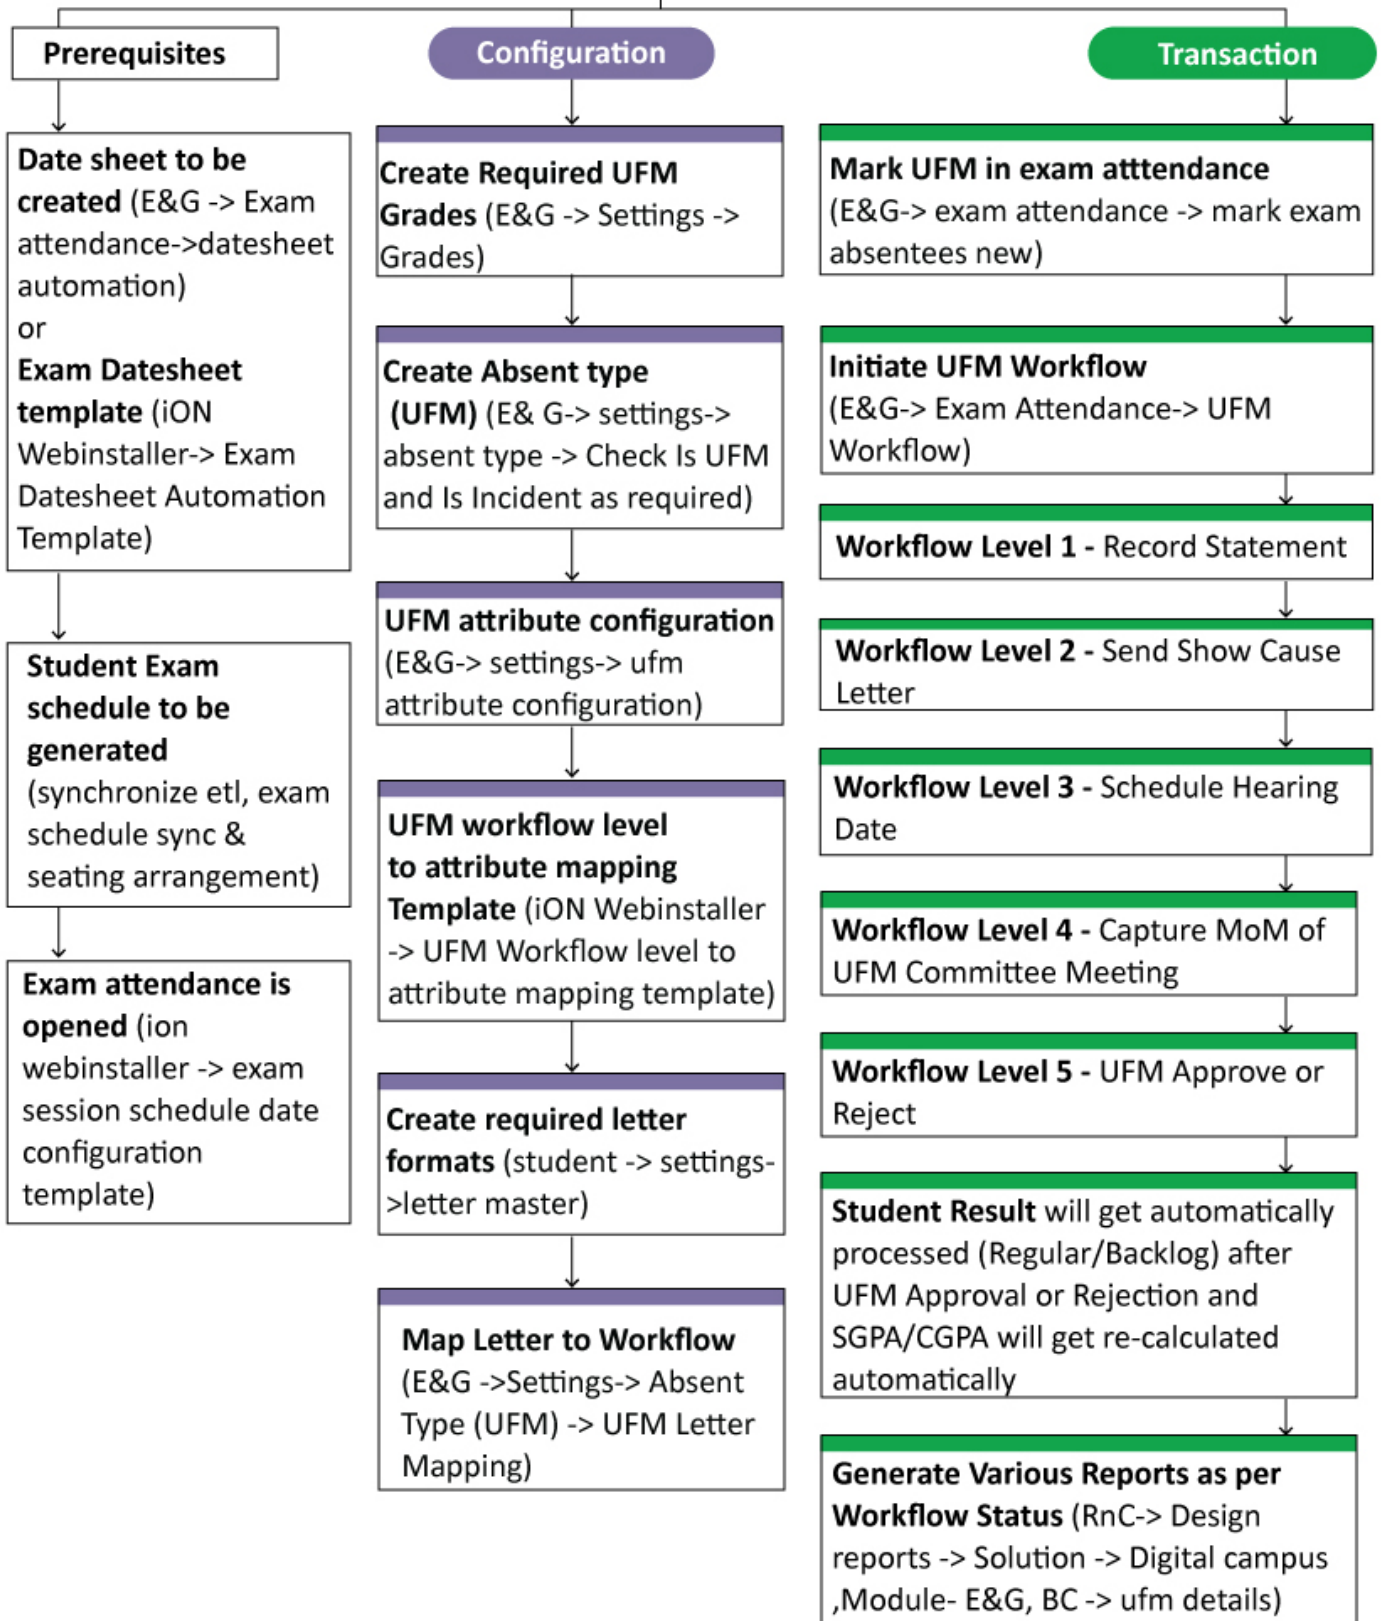 Prerequisites
Date sheet to be
created (E&G -> Exam
attendance->datesheet
automation)
or
Exam Datesheet
template (iON
Webinstaller-> Exam
Datesheet Automation
Template)
Student Exam
schedule to be
generated
(synchronize etl, exam
schedule sync &
seating arrangement)
Exam attendance is
opened (ion
webinstaller -> exam
session schedule date
configuration
template)
Configuration
Create Required UFM
Grades (E&G -> Settings ->
Grades)
Create Absent type
(UFM) (E& G-> settings->
absent type -> Check Is UFM
and Is Incident as required)
UFM attribute configuration
(E&G-> settings-> ufm
attribute configuration)
UFM workflow level
to attribute mapping
Template (iON Webinstaller
-> UFM Workflow level to
attribute mapping template)
Create required letter
formats (student -> settings-
>letter master)
Map Letter to Workflow
(E&G ->Settings-> Absent
Type (UFM) -> UFM Letter
Mapping)
Transaction
Mark UFM in exam atttendance
(E&G-> exam attendance -> mark exam
absentees new)
Initiate UFM Workflow
(E&G-> Exam Attendance-> UFM
Workflow)
Workflow Level 1 - Record Statement
Workflow Level 2 - Send Show Cause
Letter
Workflow Level 3 - Schedule Hearing
Date
Workflow Level 4 - Capture MoM of
UFM Committee Meeting
Workflow Level 5 - UFM Approve or
Reject
Student Result will get automatically
processed (Regular/Backlog) after
UFM Approval or Rejection and
SGPA/CGPA will get re-calculated
automatically
Generate Various Reports as per
Workflow Status (RnC-> Design
reports -> Solution -> Digital campus
,Module- E&G, BC -> ufm details)